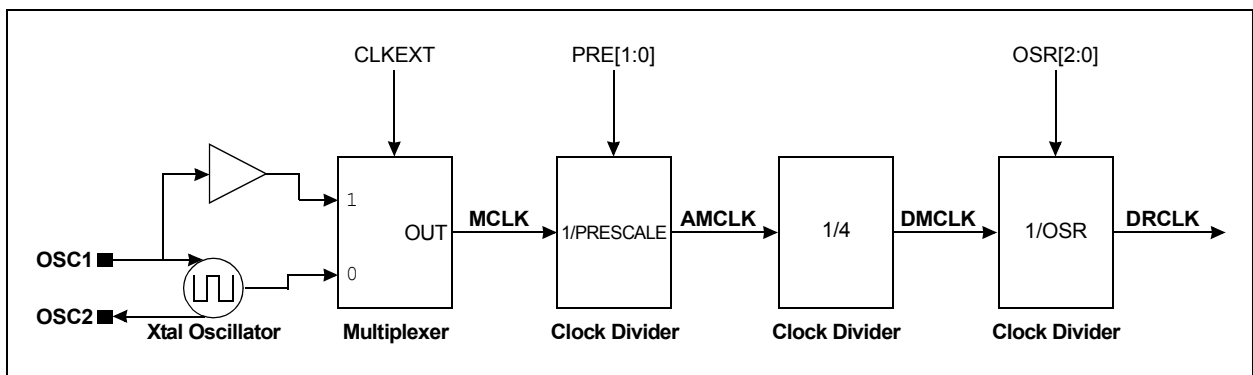 CLKEXT PRE[1:0] OSR[2:0]
1
OUT MCLK 1/PRESCALE AMCLK 1/4 DMCLK 1/OSR DRCLK
OSC1
0
OSC2
Xtal Oscillator Multiplexer Clock Divider Clock Divider Clock Divider